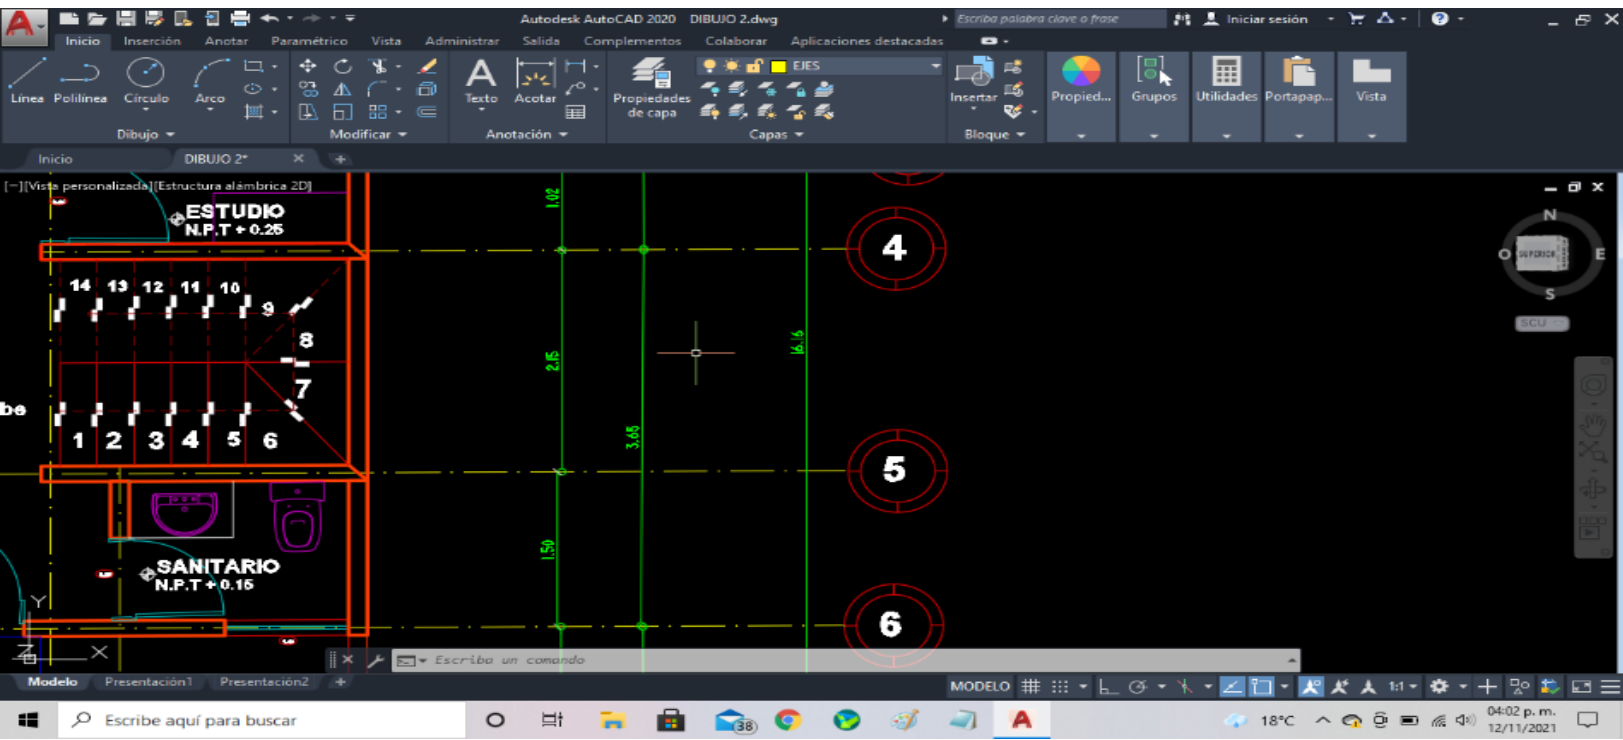 Autodesk AutoCAD 2020 DIBUJO 2.dwg
Escriba palabra clave o frase
Iniciar sesión
Inicio Inserción Anotar Paramétrico Vista Administrar Salida Complementos Colaborar Aplicaciones destacadas
EJES
Línea Polilínea Círculo Arco
Texto Acotar
Propiedades de capa
Insertar
Propied...
Grupos
Utilidades
Portapap...
Vista
Dibujo Modificar Anotación Capas Bloque
Inicio DIBUJO 2*
[−][Vista personalizada][Estructura alámbrica 2D]
ESTUDIO
N.P.T + 0.25
1.02
4
N
O SUPERIOR E
S
SCU
14 13 12 11 10
9
8
7
be
1 2 3 4 5 6
2.15
16.16
3.65
5
1.50
SANITARIO
N.P.T + 0.15
6
Y
Z X
Escriba un comando
Modelo Presentación1 Presentación2
MODELO 1:1
Escribe aquí para buscar
38
A
18°C
04:02 p. m.
12/11/2021